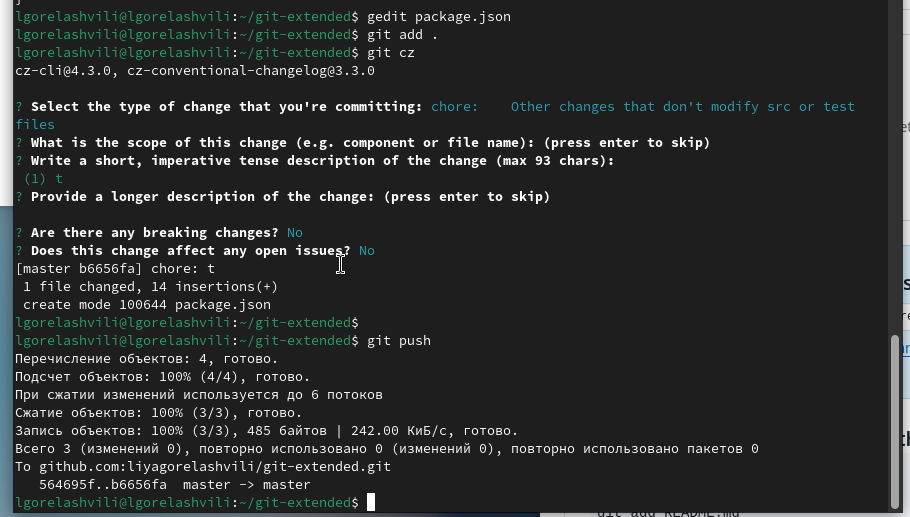 }
lgorelashvili@lgorelashvili:~/git-extended$ gedit package.json
lgorelashvili@lgorelashvili:~/git-extended$ git add .
lgorelashvili@lgorelashvili:~/git-extended$ git cz
cz-cli@4.3.0, cz-conventional-changelog@3.3.0
? Select the type of change that you're committing: chore:    Other changes that don't modify src or test
files
? What is the scope of this change (e.g. component or file name): (press enter to skip)
? Write a short, imperative tense description of the change (max 93 chars):
(1) t
? Provide a longer description of the change: (press enter to skip)
? Are there any breaking changes? No
? Does this change affect any open issues? No
[master b6656fa] chore: t
1 file changed, 14 insertions(+)
create mode 100644 package.json
lgorelashvili@lgorelashvili:~/git-extended$
lgorelashvili@lgorelashvili:~/git-extended$ git push
Перечисление объектов: 4, готово.
Подсчет объектов: 100% (4/4), готово.
При сжатии изменений используется до 6 потоков
Сжатие объектов: 100% (3/3), готово.
Запись объектов: 100% (3/3), 485 байтов | 242.00 КиБ/с, готово.
Всего 3 (изменений 0), повторно использовано 0 (изменений 0), повторно использовано пакетов 0
To github.com:liyagorelashvili/git-extended.git
564695f..b6656fa  master -> master
lgorelashvili@lgorelashvili:~/git-extended$